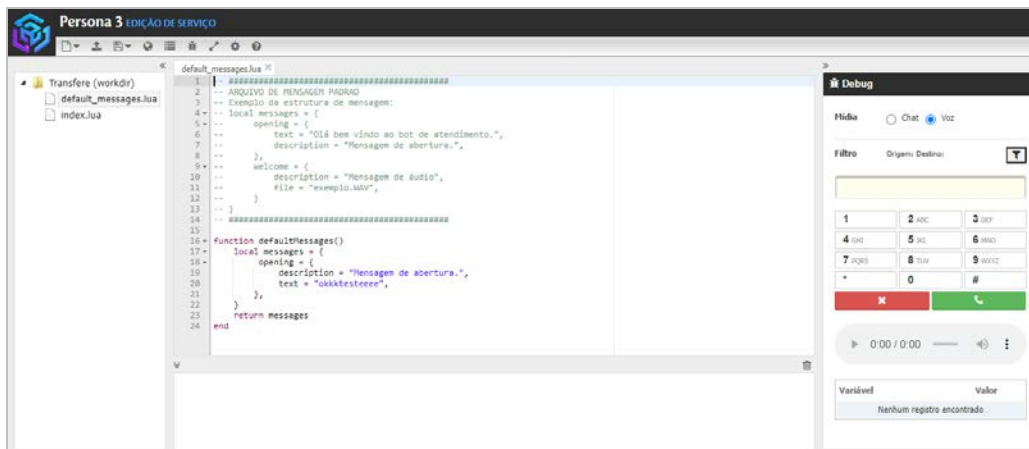 Persona 3 EDIÇÃO DE SERVIÇO
Transfere (workdir)
default_messages.lua
index.lua
default_messages.lua
1 -- ############################################
2 -- ARQUIVO DE MENSAGEM PADRAO
3 -- Exemplo da estrutura de mensagem:
4 -- local messages = {
5 -- opening = {
6 -- text = "Olá bem vindo ao bot de atendimento.",
7 -- description = "Mensagem de abertura.",
8 -- },
9 -- welcome = {
10 -- description = "Mensagem de áudio",
11 -- file = "exemplo.WAV",
12 -- }
13 -- }
14 -- ############################################
15
16 function defaultMessages()
17 local messages = {
18 opening = {
19 description = "Mensagem de abertura.",
20 text = "okkktesteeee",
21 },
22 }
23 return messages
24 end
Debug
Mídia Chat Voz
Filtro Origem: Destino:
1 2 ABC 3 DEF
4 GHI 5 JKL 6 MNO
7 PQRS 8 TUV 9 WXYZ
* 0 #
0:00 / 0:00
Variável Valor
Nenhum registro encontrado